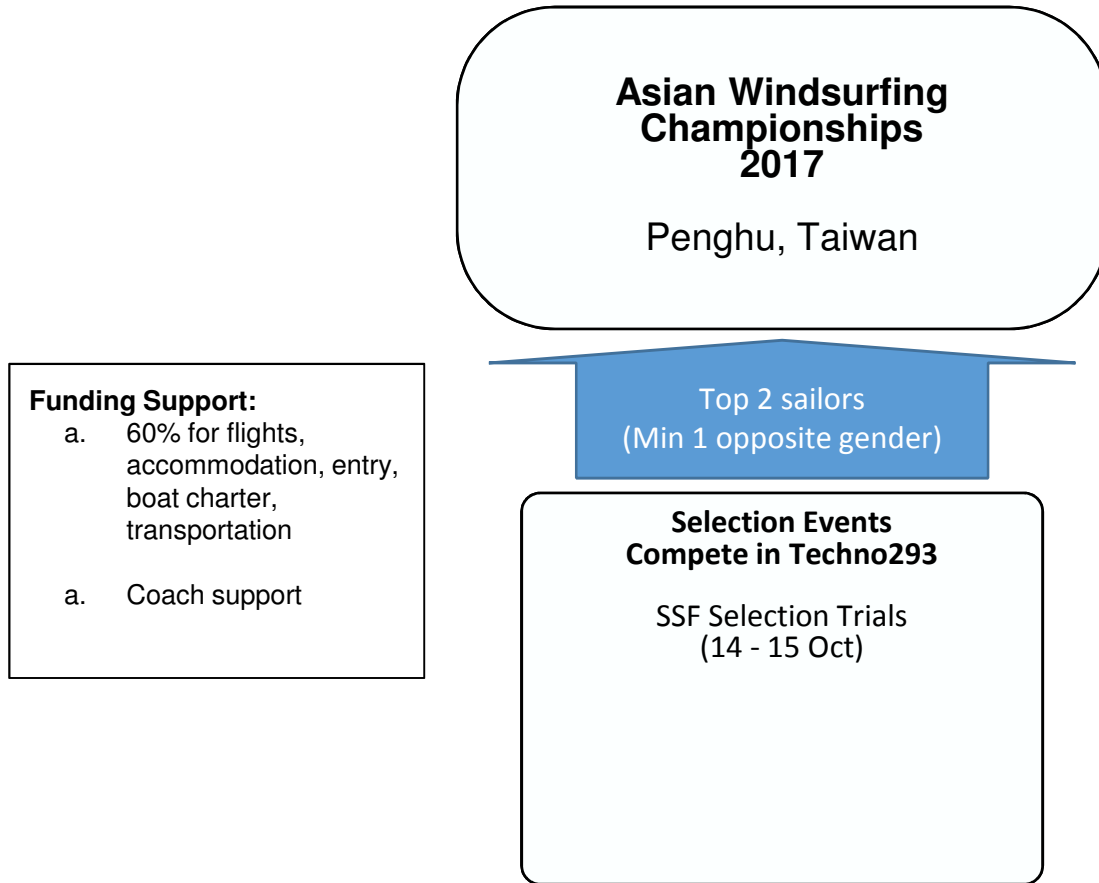 Asian Windsurfing
Championships
2017
Penghu, Taiwan
Funding Support:
a. 60% for flights,
accommodation, entry,
boat charter,
transportation
a. Coach support
Top 2 sailors
(Min 1 opposite gender)
Selection Events
Compete in Techno293
SSF Selection Trials
(14 - 15 Oct)